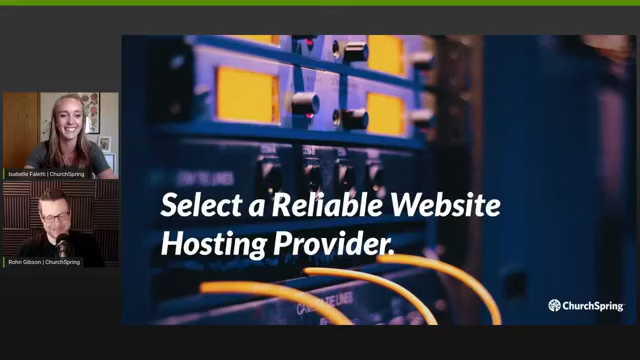 Isabelle Faletti | ChurchSpring
Rohn Gibson | ChurchSpring
Select a Reliable Website
Hosting Provider.
ChurchSpring